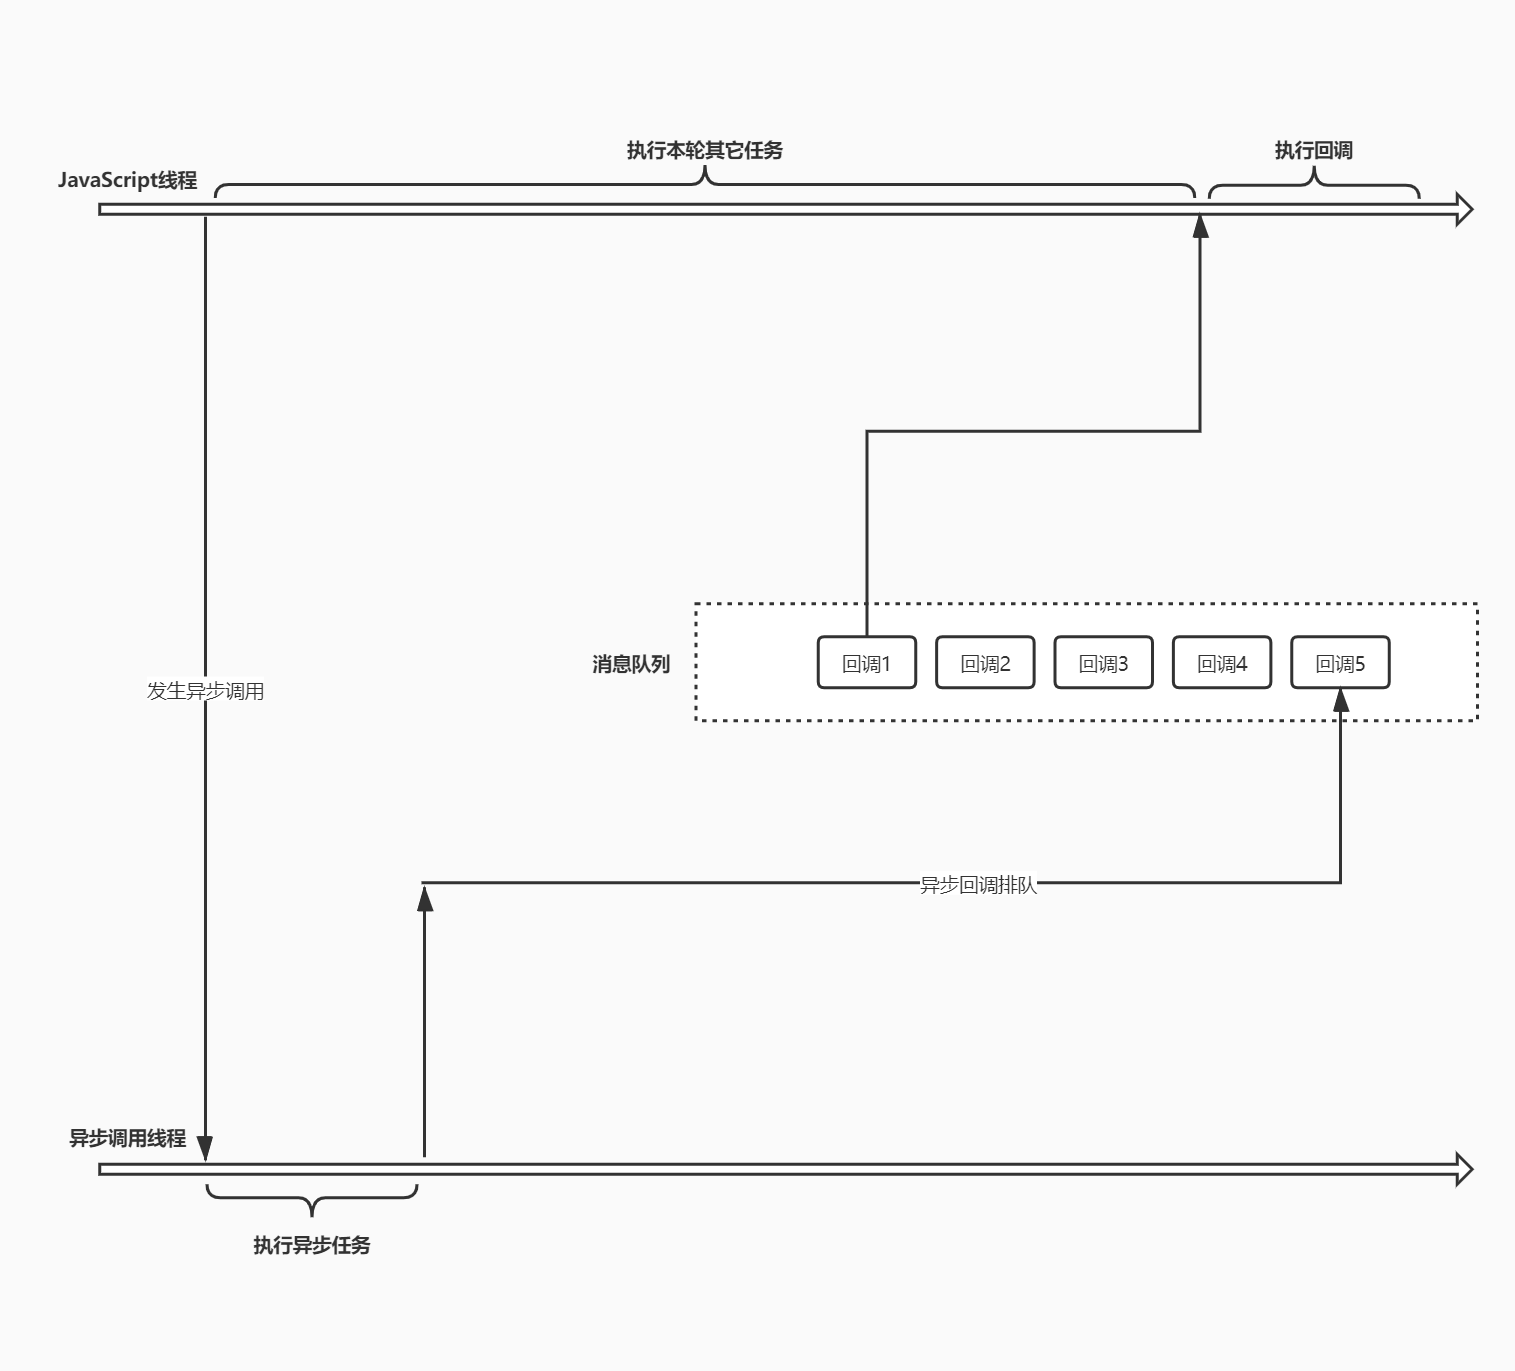 执行本轮其它任务
执行回调
JavaScript线程
消息队列
回调1
回调2
回调3
回调4
回调5
发生异步调用
异步回调排队
异步调用线程
执行异步任务